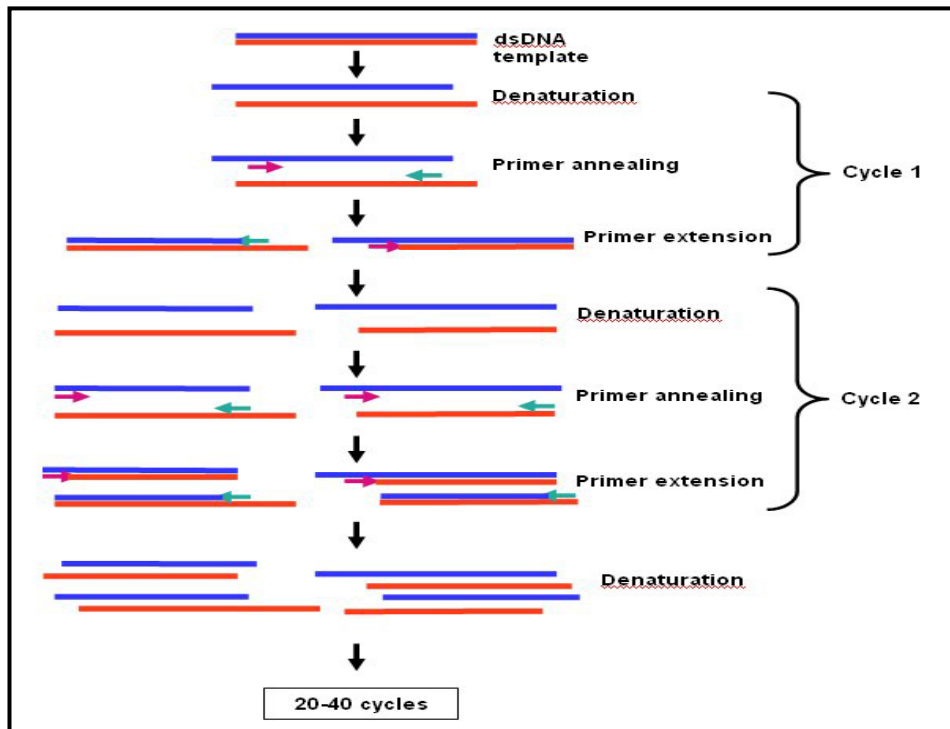 dsDNA
template
Denaturation
Primer annealing
Cycle 1
Primer extension
Denaturation
Primer annealing
Cycle 2
Primer extension
Denaturation
20-40 cycles